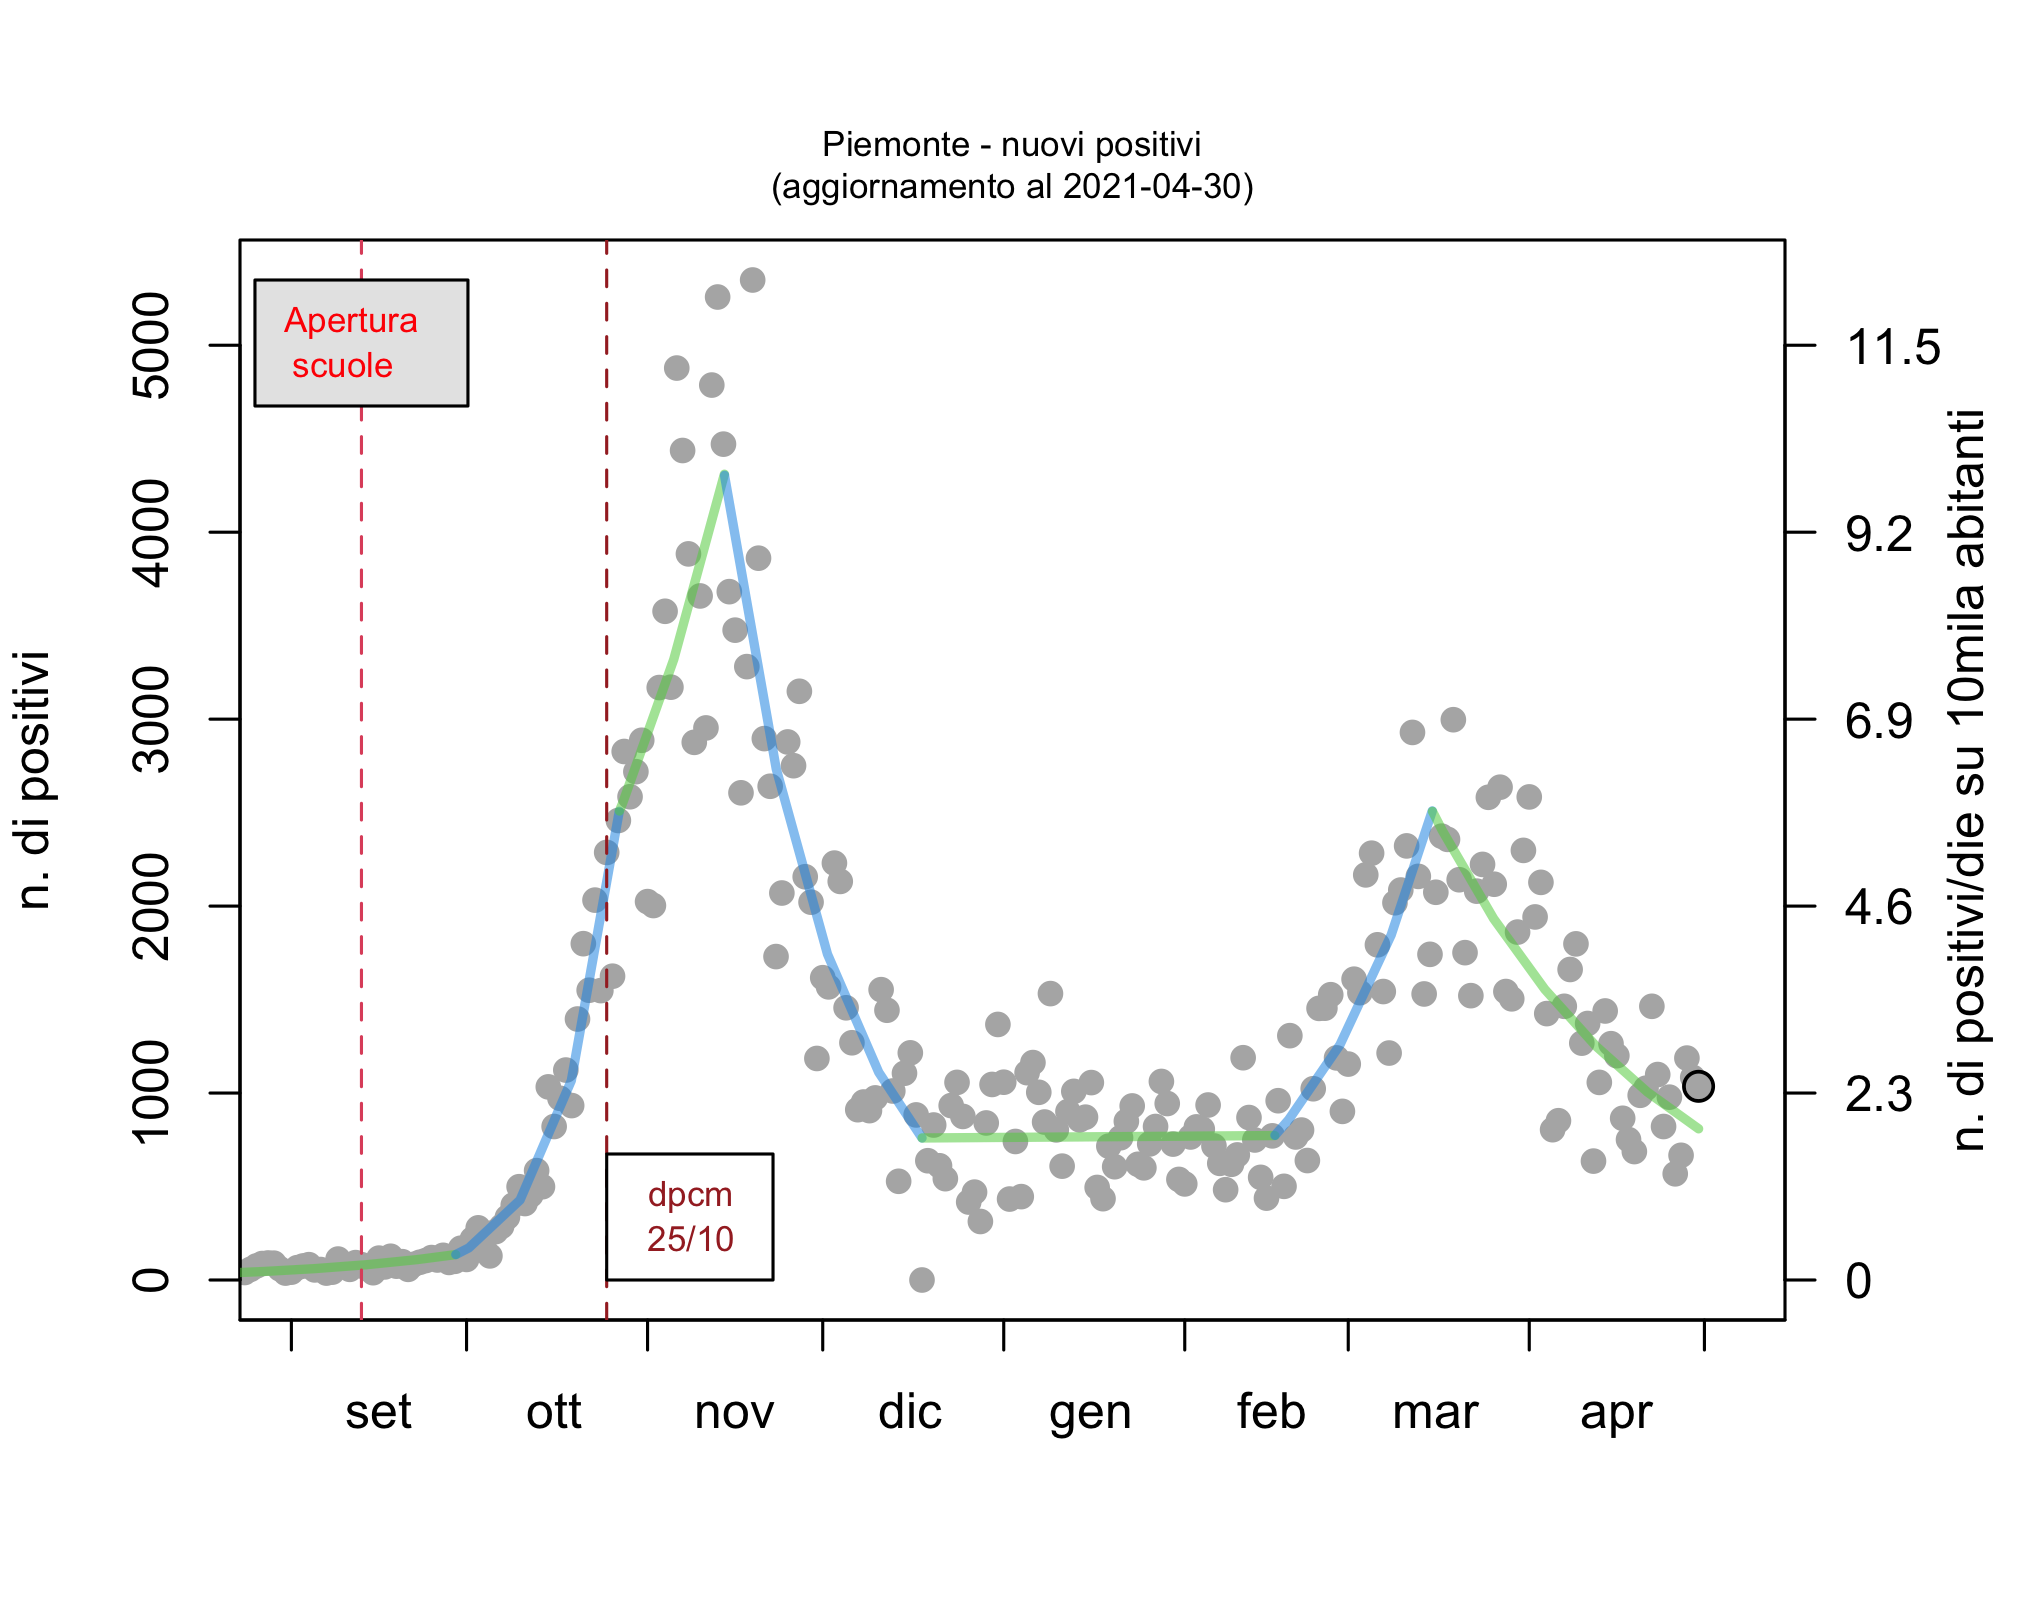 Piemonte - nuovi positivi
(aggiornamento al 2021-04-30)
n. di positivi
5000
4000
3000
2000
1000
0
Apertura
scuole
dpcm
25/10
11.5
9.2
6.9
4.6
2.3
0
n. di positivi/die su 10mila abitanti
set ott nov dic gen feb mar apr